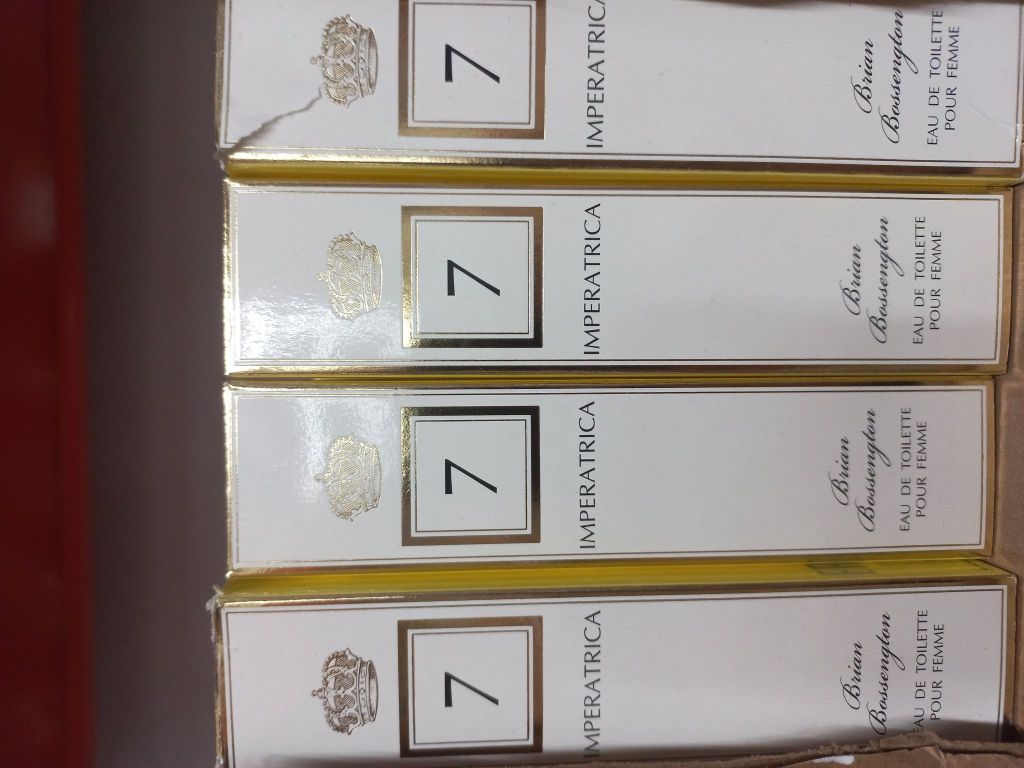 7
IMPERATRICA
Brian
Bossengton
EAU DE TOILETTE
POUR FEMME
7
IMPERATRICA
Brian
Bossengton
EAU DE TOILETTE
POUR FEMME
7
IMPERATRICA
Brian
Bossengton
EAU DE TOILETTE
POUR FEMME
7
IMPERATRICA
Brian
Bossengton
EAU DE TOILETTE
POUR FEMME